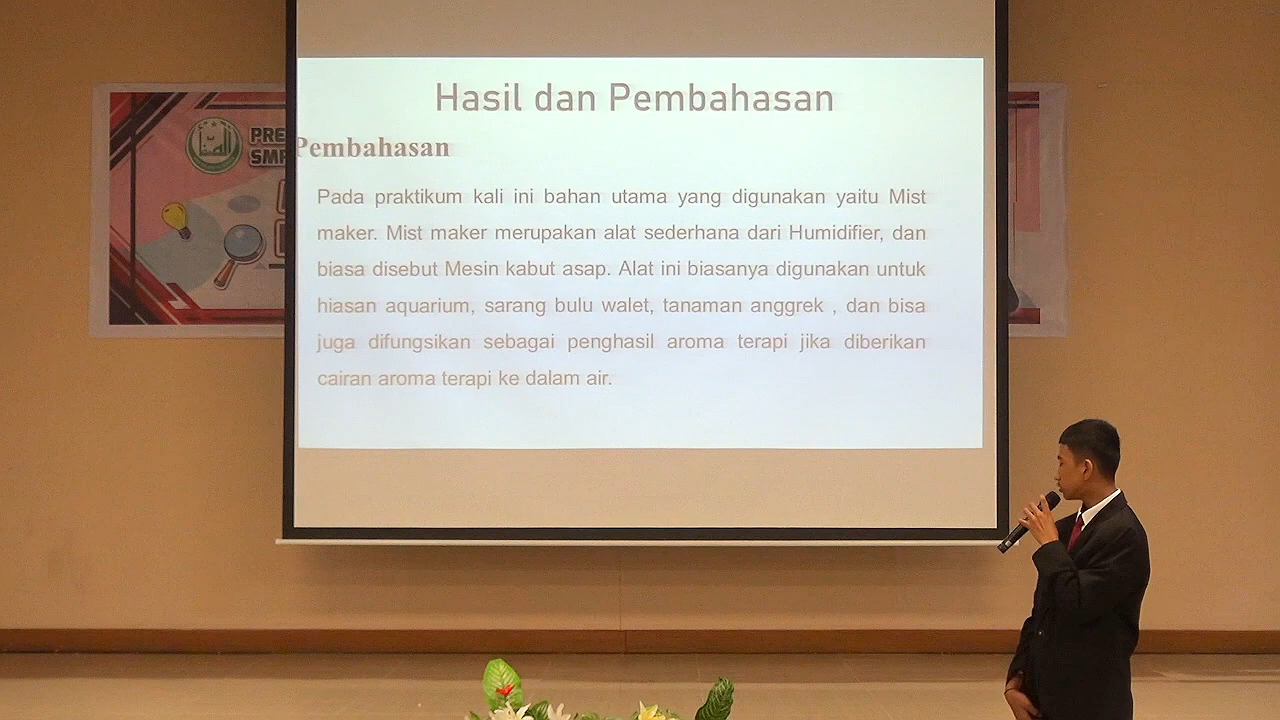 Hasil dan Pembahasan
PRE
SMP
Pembahasan
Pada praktikum kali ini bahan utama yang digunakan yaitu Mist
maker. Mist maker merupakan alat sederhana dari Humidifier, dan
biasa disebut Mesin kabut asap. Alat ini biasanya digunakan untuk
hiasan aquarium, sarang bulu walet, tanaman anggrek , dan bisa
juga difungsikan sebagai penghasil aroma terapi jika diberikan
cairan aroma terapi ke dalam air.